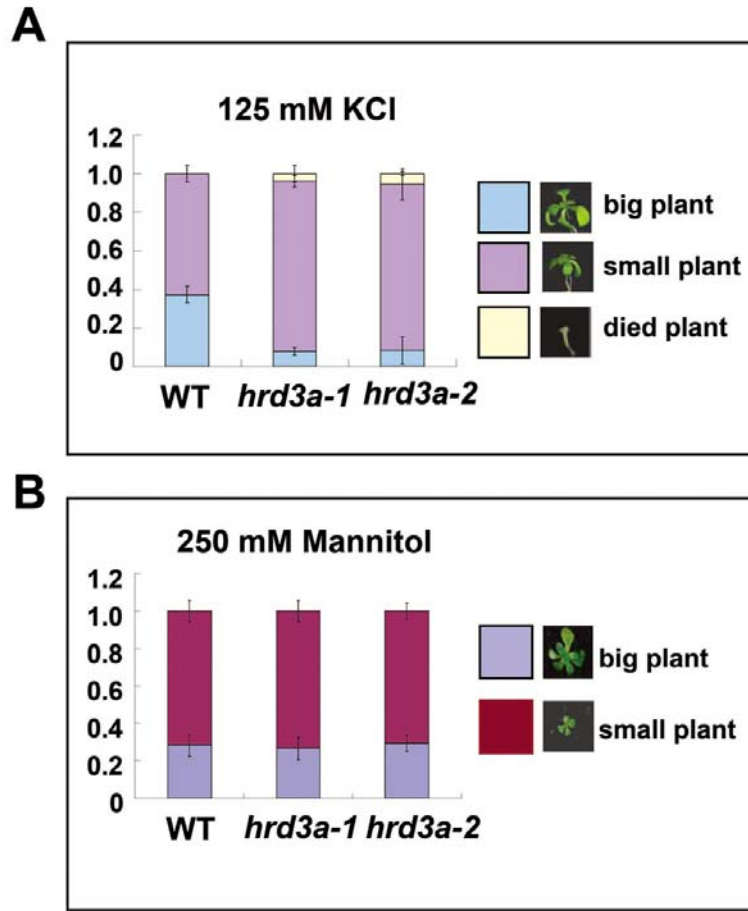 A
125 mM KCl
1.2
1.0
0.8
0.6
0.4
0.2
0
WT hrd3a-1 hrd3a-2
big plant
small plant
died plant
B
250 mM Mannitol
1.2
1.0
0.8
0.6
0.4
0.2
0
WT hrd3a-1 hrd3a-2
big plant
small plant